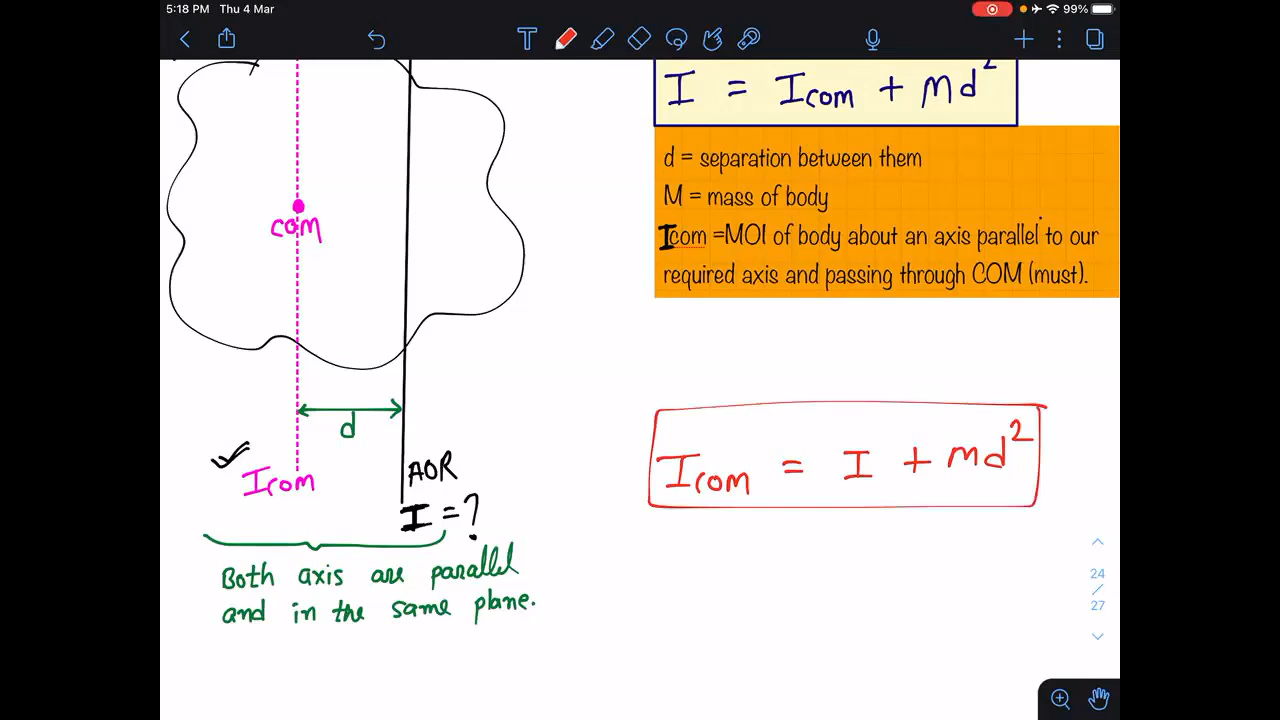 5:18 PM Thu 4 Mar
99%
I = Icom + md²
d = separation between them
M = mass of body
Icom =MOI of body about an axis parallel to our
required axis and passing through COM (must).
com
d
Icom
AOR
I = ?
Both axis are parallel
and in the same plane.
Icom = I + md²
24
/
27